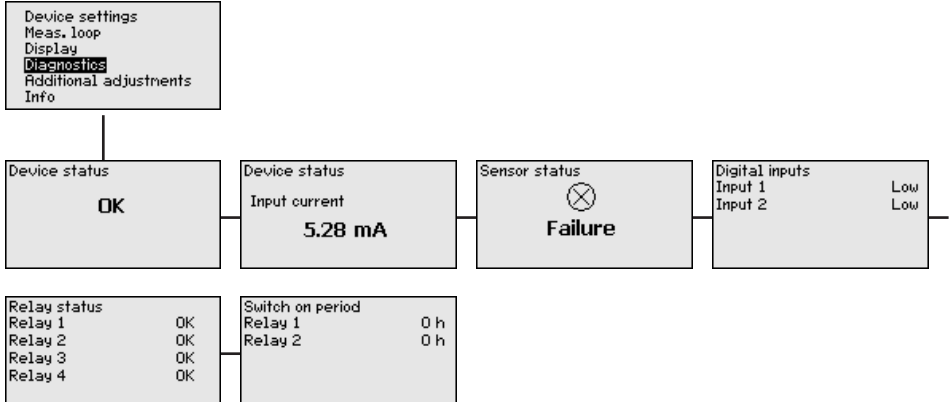 Device settings
Meas. loop
Display
Diagnostics
Additional adjustments
Info
Device status
OK
Device status
Input current
5.28 mA
Sensor status
Failure
Digital inputs
Input 1 Low
Input 2 Low
Relay status
Relay 1 OK
Relay 2 OK
Relay 3 OK
Relay 4 OK
Switch on period
Relay 1 0 h
Relay 2 0 h